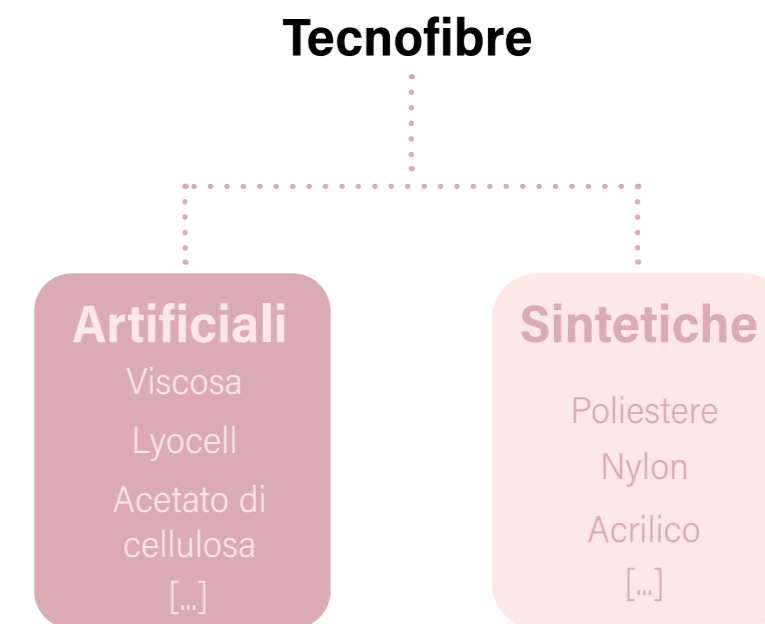 Tecnofibre
Artificiali
Viscosa
Lyocell
Acetato di
cellulosa
[...]
Sintetiche
Poliestere
Nylon
Acrilico
[...]